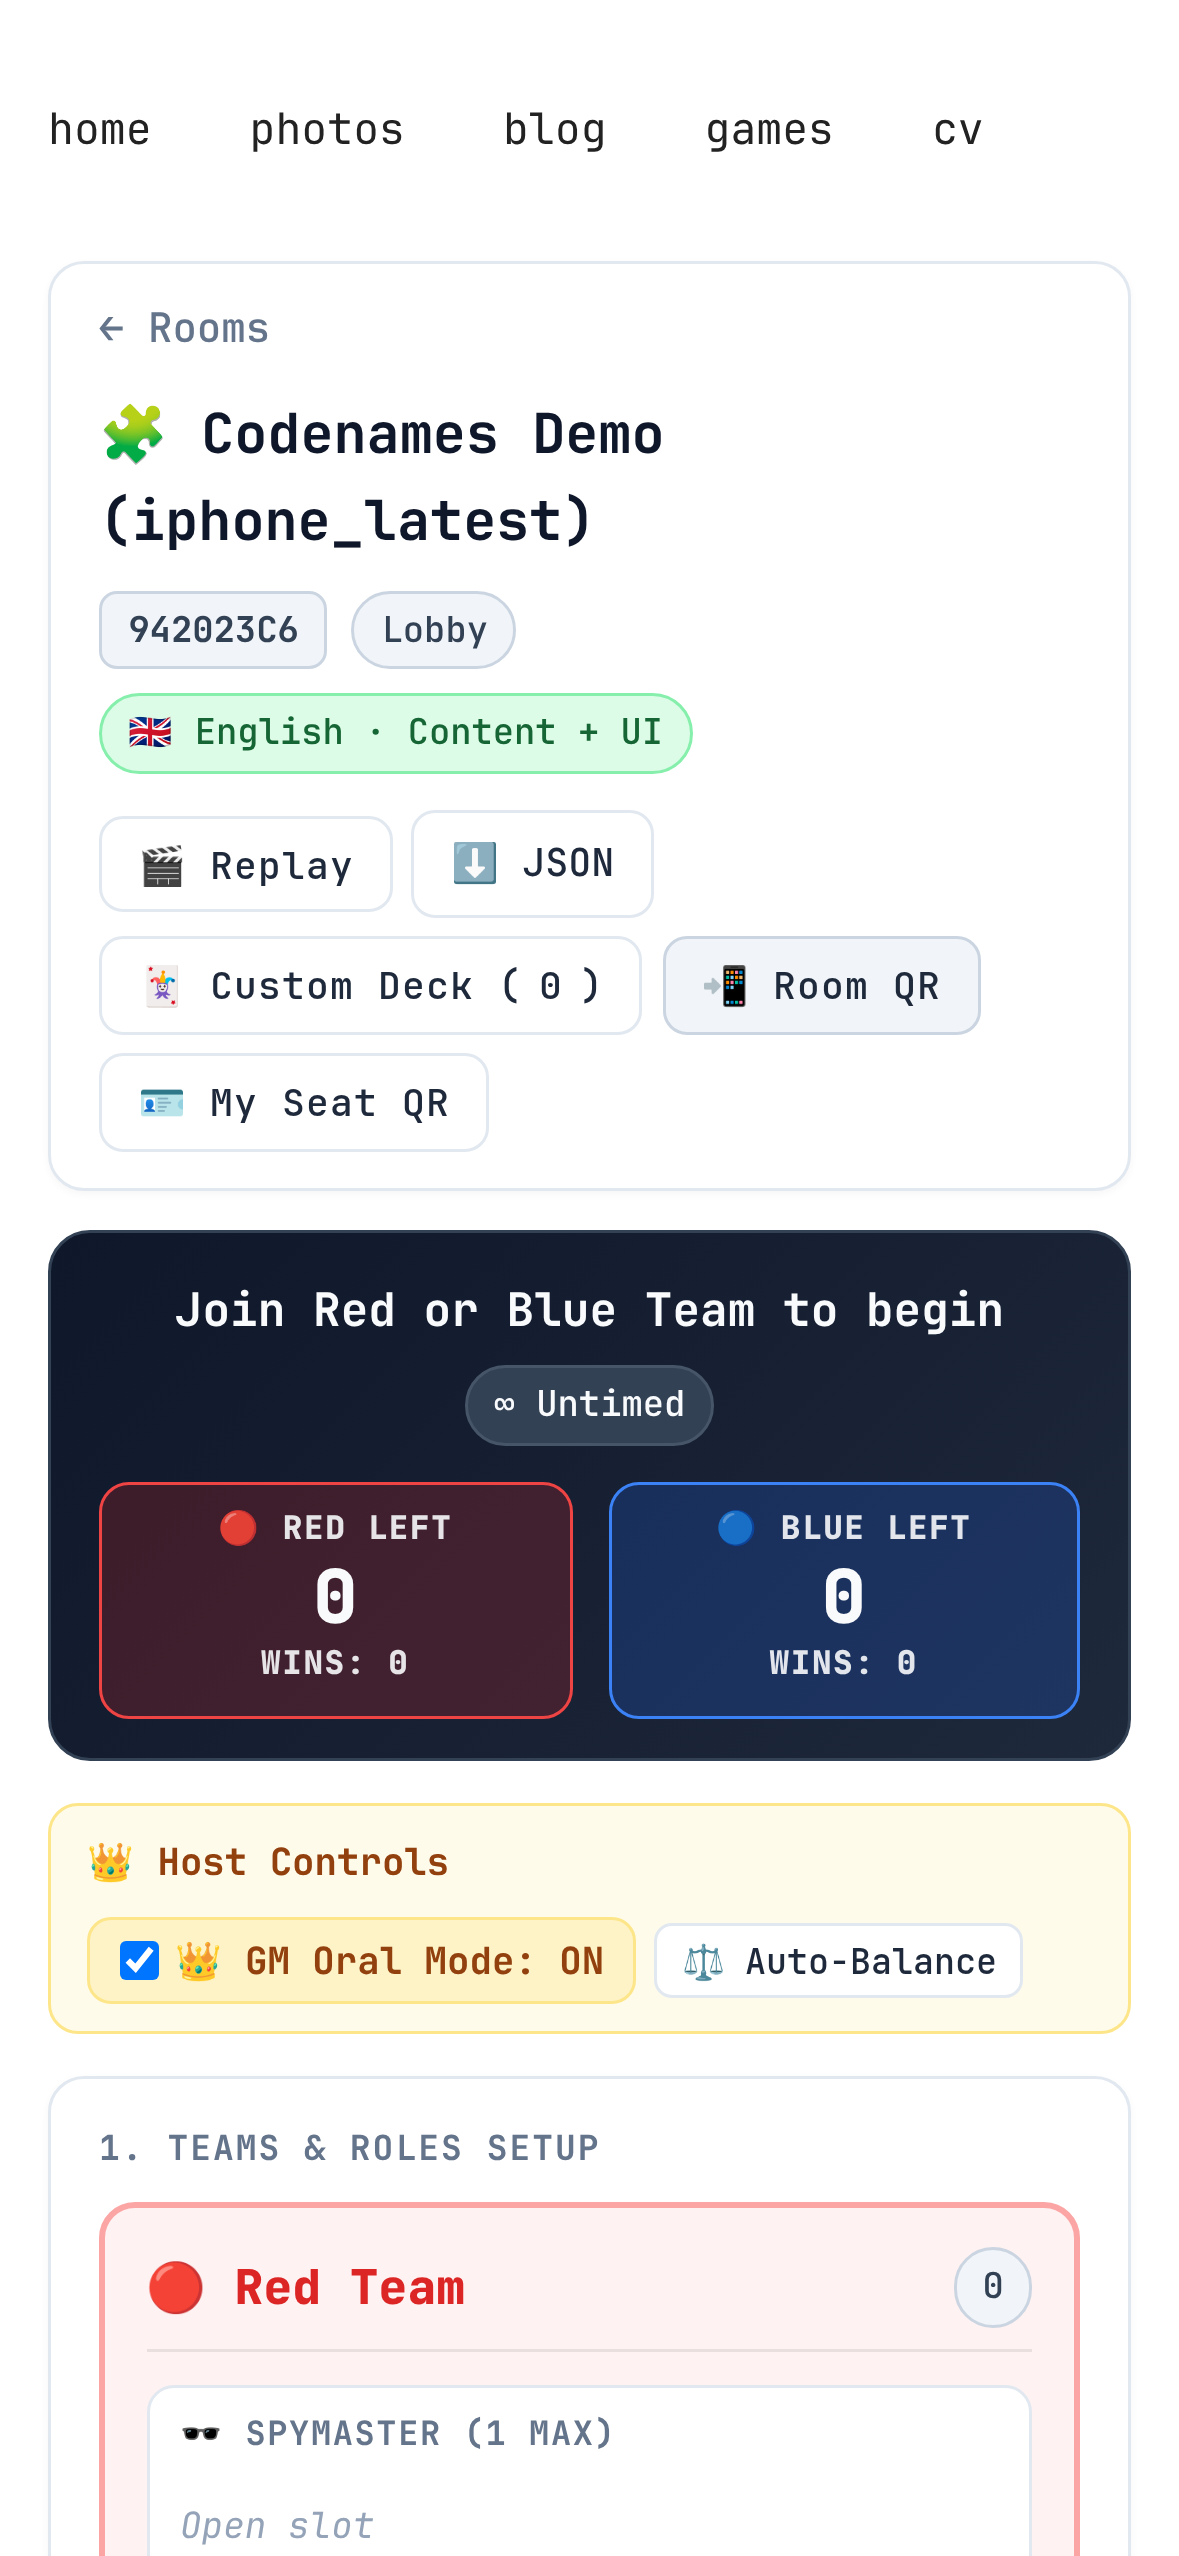 home photos blog games cv
← Rooms
🧩 Codenames Demo
(iphone_latest)
942023C6 Lobby
🇬🇧 English · Content + UI
🎬 Replay ⬇️ JSON
🃏 Custom Deck ( 0 ) 📲 Room QR
🪪 My Seat QR
Join Red or Blue Team to begin
∞ Untimed
🔴 RED LEFT 🔵 BLUE LEFT
0 0
WINS: 0 WINS: 0
👑 Host Controls
👑 GM Oral Mode: ON ⚖️ Auto-Balance
1. TEAMS & ROLES SETUP
🔴 Red Team 0
🕶️ SPYMASTER (1 MAX)
Open slot